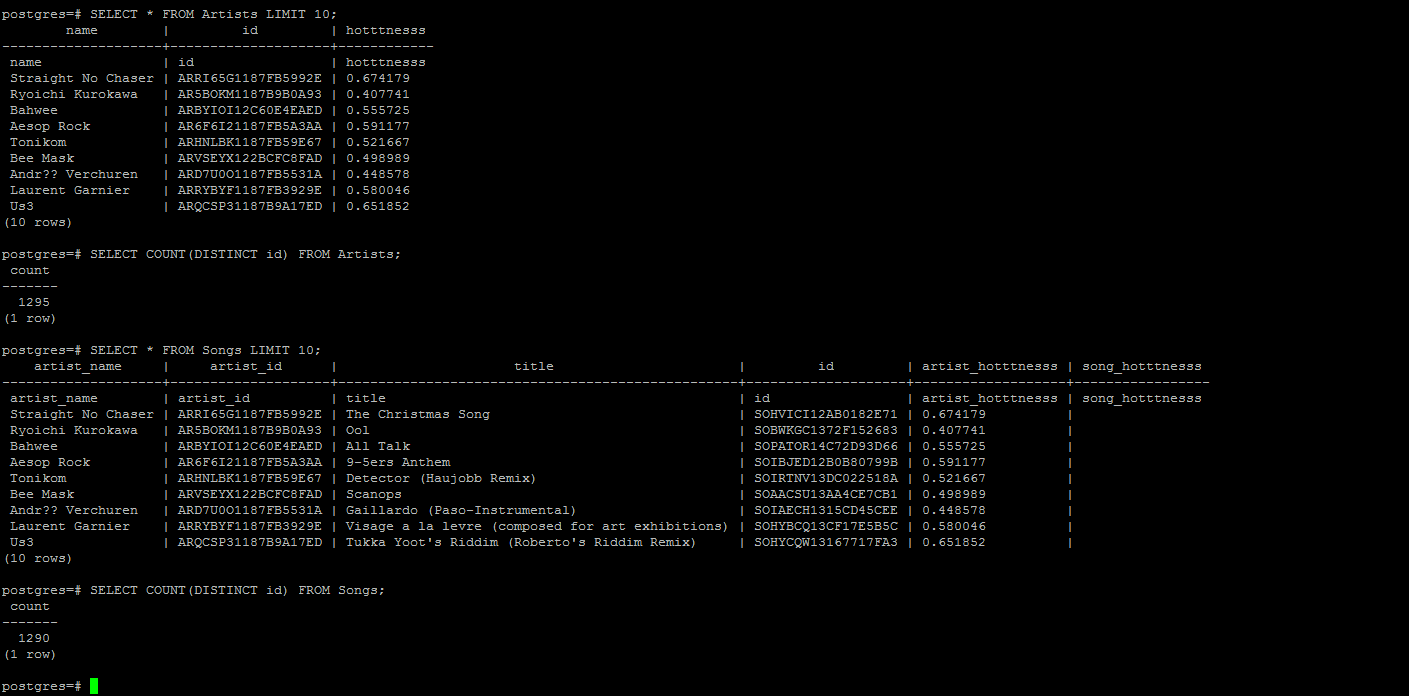 postgres=# SELECT * FROM Artists LIMIT 10;
        name        |         id         | hotttnesss
--------------------+--------------------+------------
 name               | id                 | hotttnesss
 Straight No Chaser | ARRI65G1187FB5992E | 0.674179
 Ryoichi Kurokawa   | AR5BOKM1187B9B0A93 | 0.407741
 Bahwee             | ARBYIOI12C60E4EAED | 0.555725
 Aesop Rock         | AR6F6I21187FB5A3AA | 0.591177
 Tonikom            | ARHNLBK1187FB59E67 | 0.521667
 Bee Mask           | ARVSEYX122BCFC8FAD | 0.498989
 Andr?? Verchuren   | ARD7U0O1187FB5531A | 0.448578
 Laurent Garnier    | ARRYBYF1187FB3929E | 0.580046
 Us3                | ARQCSP31187B9A17ED | 0.651852
(10 rows)
postgres=# SELECT COUNT(DISTINCT id) FROM Artists;
 count
-------
  1295
(1 row)
postgres=# SELECT * FROM Songs LIMIT 10;
    artist_name     |     artist_id      |                      title                       |         id         | artist_hotttnesss | song_hotttnesss
--------------------+--------------------+--------------------------------------------------+--------------------+-------------------+-----------------
 artist_name        | artist_id          | title                                            | id                 | artist_hotttnesss | song_hotttnesss
 Straight No Chaser | ARRI65G1187FB5992E | The Christmas Song                               | SOHVICI12AB0182E71 | 0.674179          |
 Ryoichi Kurokawa   | AR5BOKM1187B9B0A93 | Ool                                              | SOBWKGC1372F152683 | 0.407741          |
 Bahwee             | ARBYIOI12C60E4EAED | All Talk                                         | SOPATOR14C72D93D66 | 0.555725          |
 Aesop Rock         | AR6F6I21187FB5A3AA | 9-5ers Anthem                                    | SOIBJED12B0B80799B | 0.591177          |
 Tonikom            | ARHNLBK1187FB59E67 | Detector (Haujobb Remix)                         | SOIRTNV13DC022518A | 0.521667          |
 Bee Mask           | ARVSEYX122BCFC8FAD | Scanops                                          | SOAACSU13AA4CE7CB1 | 0.498989          |
 Andr?? Verchuren   | ARD7U0O1187FB5531A | Gaillardo (Paso-Instrumental)                    | SOIAECH1315CD45CEE | 0.448578          |
 Laurent Garnier    | ARRYBYF1187FB3929E | Visage a la levre (composed for art exhibitions) | SOHYBCQ13CF17E5B5C | 0.580046          |
 Us3                | ARQCSP31187B9A17ED | Tukka Yoot's Riddim (Roberto's Riddim Remix)     | SOHYCQW13167717FA3 | 0.651852          |
(10 rows)
postgres=# SELECT COUNT(DISTINCT id) FROM Songs;
 count
-------
  1290
(1 row)
postgres=#